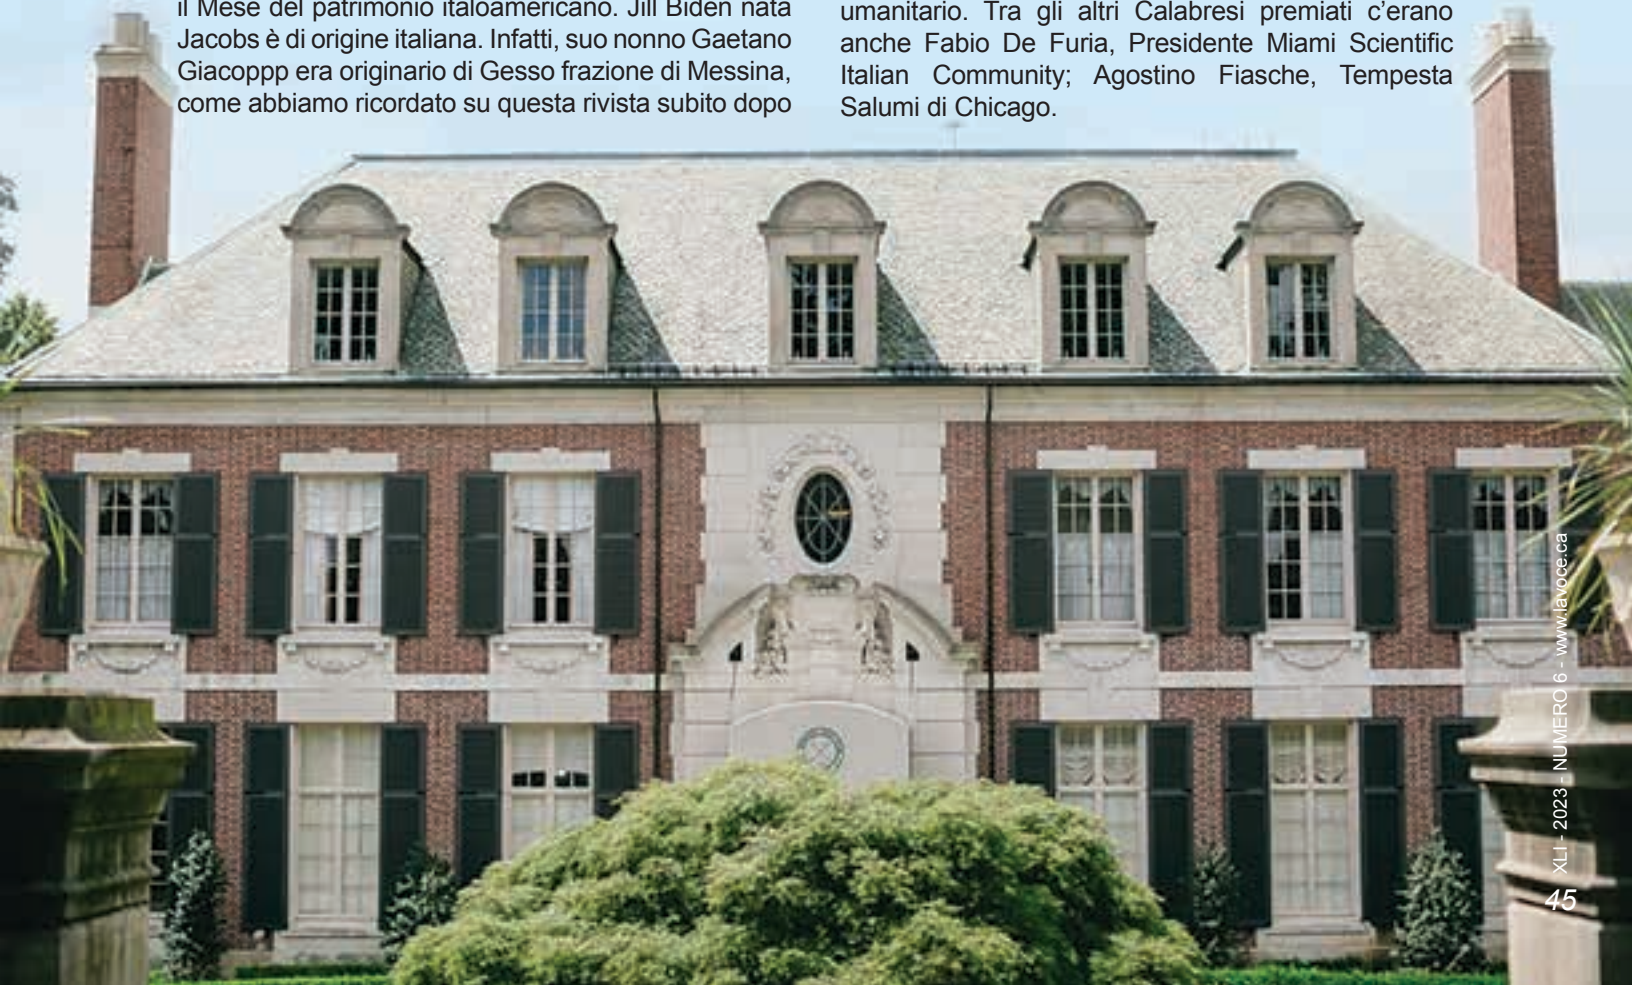 il Mese del patrimonio italoamericano. Jill Biden nata
Jacobs è di origine italiana. Infatti, suo nonno Gaetano
Giacoppp era originario di Gesso frazione di Messina,
come abbiamo ricordato su questa rivista subito dopo
umanitario. Tra gli altri Calabresi premiati c’erano
anche Fabio De Furia, Presidente Miami Scientific
Italian Community; Agostino Fiasche, Tempesta
Salumi di Chicago.
XLI - 2023 - NUMERO 6 - www.lavoce.ca
45